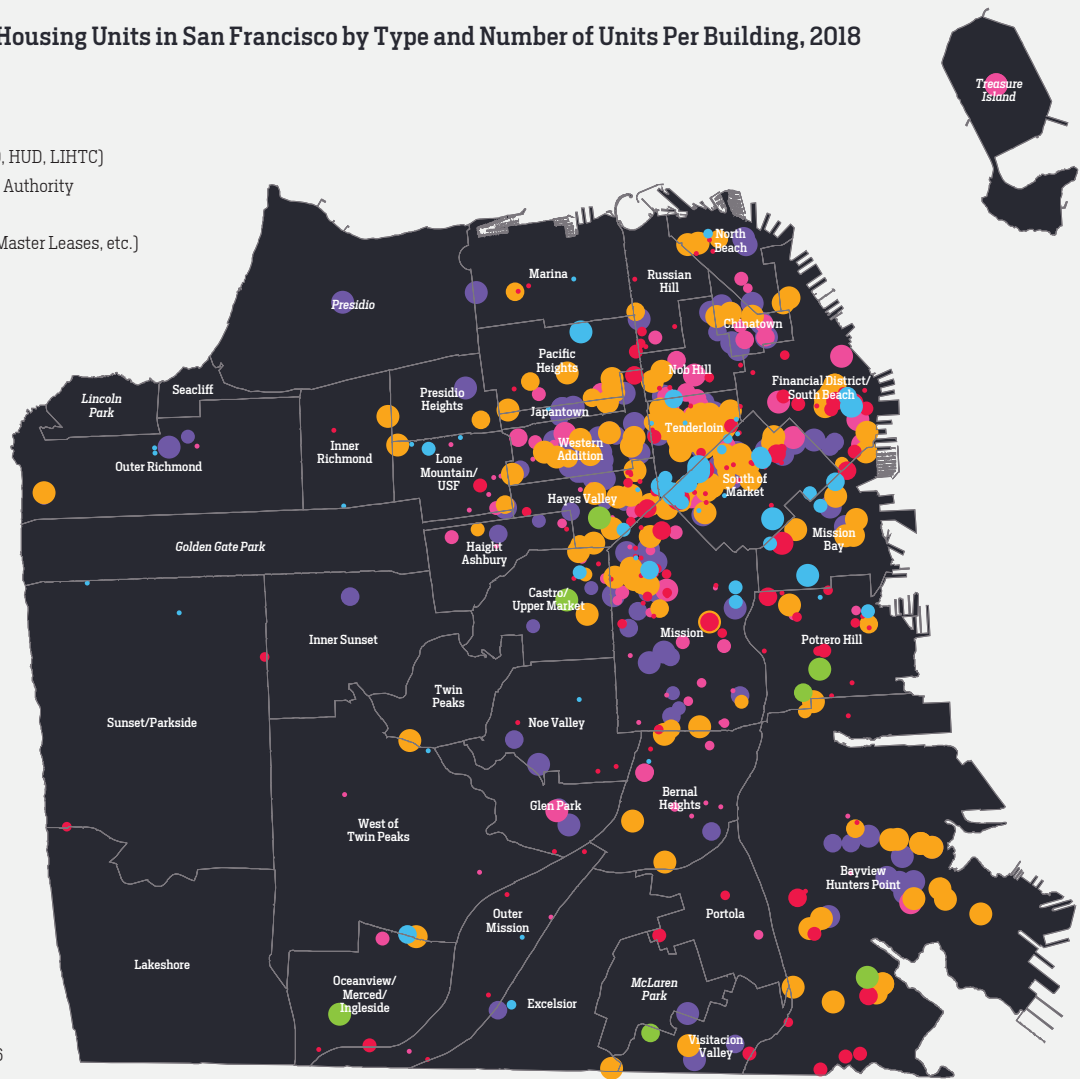 Housing Units in San Francisco by Type and Number of Units Per Building, 2018
Treasure
Island
, HUD, LIHTC)
Authority
Master Leases, etc.)
North
Beach
Marina
Russian
Hill
Presidio
Chinatown
Pacific
Heights
Nob Hill
Financial District/
South Beach
Seacliff
Lincoln
Park
Presidio
Heights
Japantown
Tenderloin
Inner
Richmond
Western
Addition
Outer Richmond
Lone
Mountain/
USF
South of
Market
Hayes Valley
Golden Gate Park
Haight
Ashbury
Mission
Bay
Castro/
Upper Market
Inner Sunset
Mission
Potrero Hill
Twin
Peaks
Sunset/Parkside
Noe Valley
Glen Park
Bernal
Heights
West of
Twin Peaks
Bayview
Hunters Point
Outer
Mission
Portola
Lakeshore
Oceanview/
Merced/
Ingleside
McLaren
Park
Excelsior
Visitacion
Valley